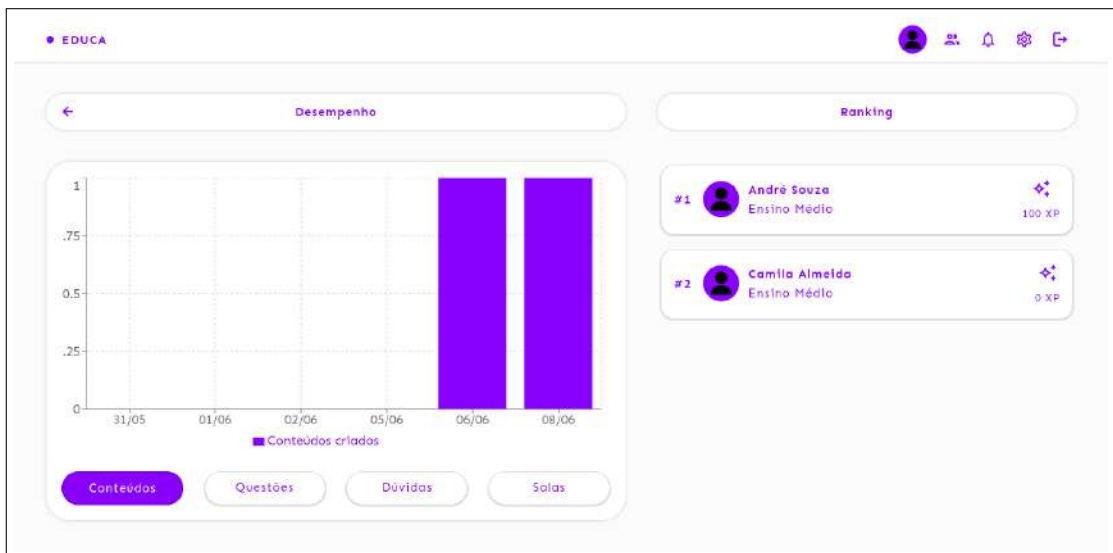 EDUCA
Desempenho
Ranking
1
.75
0.5
.25
0
31/05 01/06 02/06 05/06 06/06 08/06
Conteúdos criados
Conteúdos Questões Dúvidas Salas
#1 André Souza
Ensino Médio
100 XP
#2 Camila Almeida
Ensino Médio
0 XP